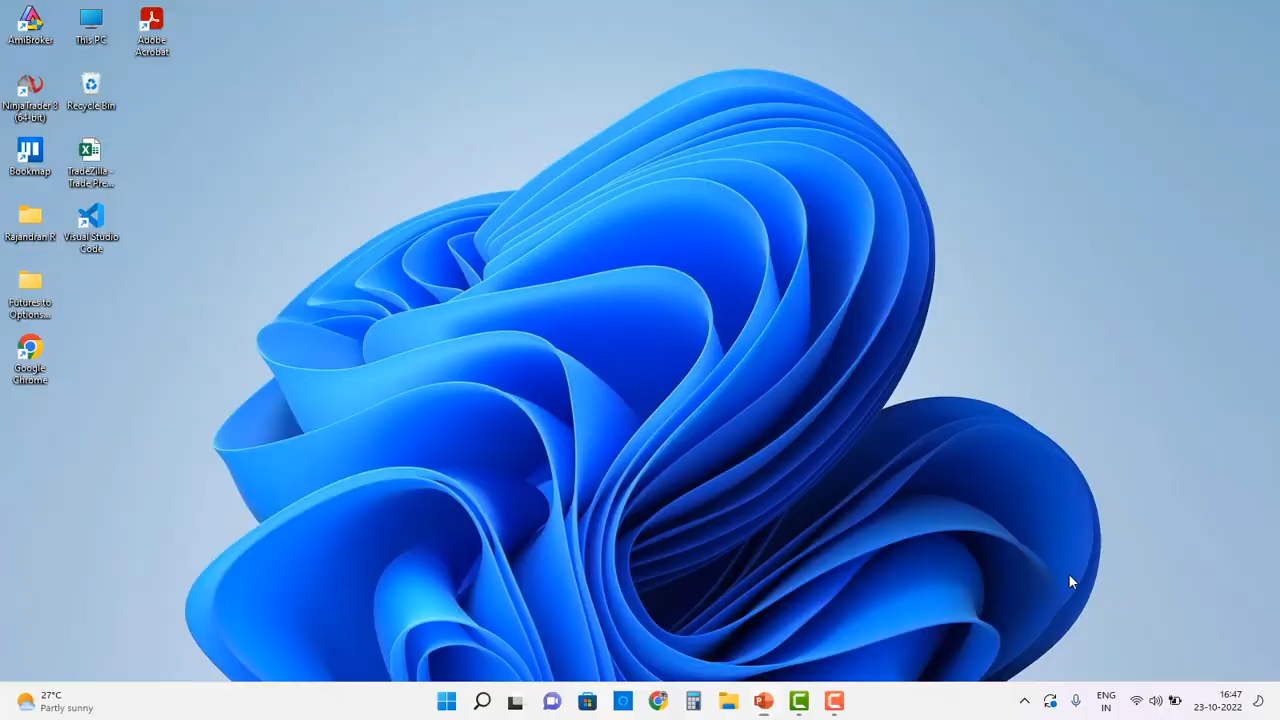 AmiBroker
This PC
Adobe
Acrobat
NinjaTrader 8
(64-bit)
Recycle Bin
Bookmap
TradeZilla -
Trade Pre...
Rajandran R
Visual Studio
Code
Futures to
Options...
Google
Chrome
27°C
Partly sunny
ENG
IN
16:47
23-10-2022